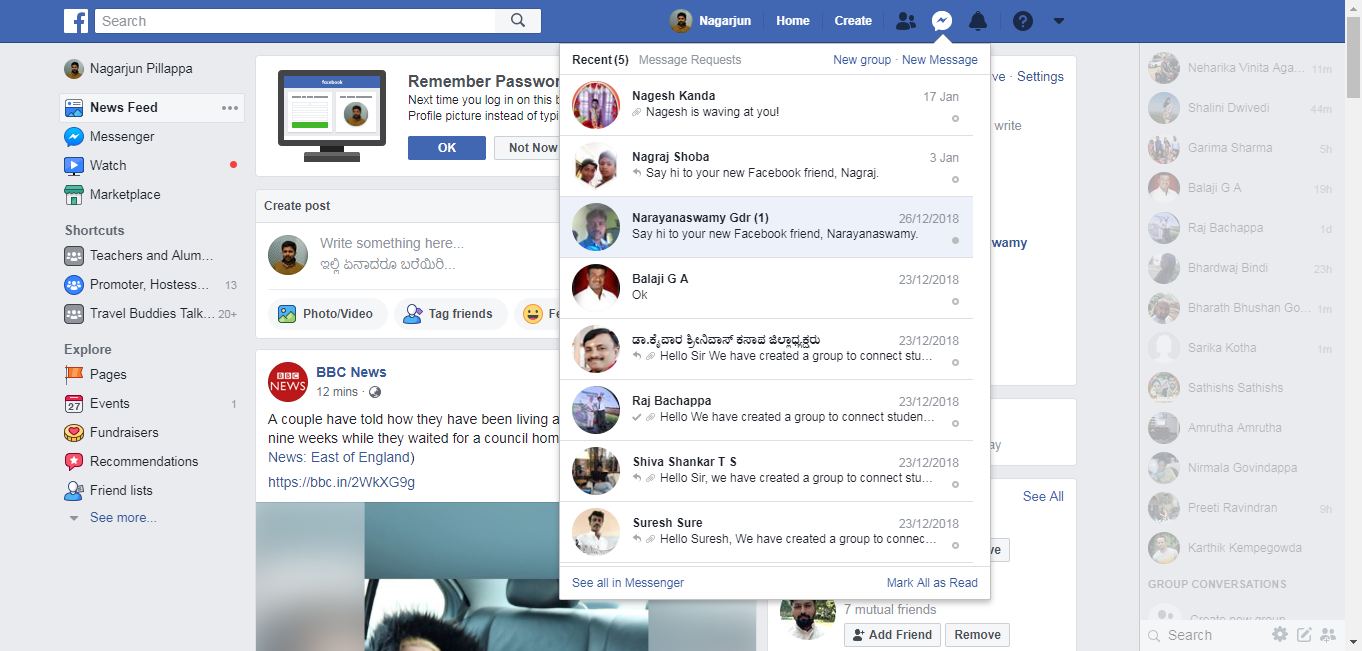 Search
Nagarjun
Home
Create
Nagarjun Pillappa
News Feed
Messenger
Watch
Marketplace
Shortcuts
Teachers and Alum...
Promoter, Hostess... 13
Travel Buddies Talk... 20+
Explore
Pages
Events 1
Fundraisers
Recommendations
Friend lists
See more...
facebook
Remember Passwor
Next time you log in on this b
Profile picture instead of typi
OK
Not Now
Create post
Write something here...
ಇಲ್ಲಿ ಏನಾದರೂ ಬರೆಯಿರಿ...
Photo/Video
Tag friends
Fe
BBC NEWS
BBC News
12 mins ·
A couple have told how they have been living a
nine weeks while they waited for a council hom
News: East of England)
https://bbc.in/2WkXG9g
Recent (5) Message Requests New group · New Message
Nagesh Kanda 17 Jan
Nagesh is waving at you!
Nagraj Shoba 3 Jan
Say hi to your new Facebook friend, Nagraj.
Narayanaswamy Gdr (1) 26/12/2018
Say hi to your new Facebook friend, Narayanaswamy.
Balaji G A 23/12/2018
Ok
ಡಾ.ಕೈವಾರ ಶ್ರೀನಿವಾಸ್ ಕಸಾಪ ಜಿಲ್ಲಾಧ್ಯಕ್ಷರು 23/12/2018
Hello Sir We have created a group to connect stu...
Raj Bachappa 23/12/2018
Hello We have created a group to connect studen...
Shiva Shankar T S 23/12/2018
Hello Sir, we have created a group to connect stu...
Suresh Sure 23/12/2018
Hello Suresh, We have created a group to connec...
See all in Messenger Mark All as Read
ve · Settings
write
wamy
ay
See All
ve
7 mutual friends
Add Friend
Remove
Neharika Vinita Aga... 11m
Shalini Dwivedi 44m
Garima Sharma 5h
Balaji G A 19h
Raj Bachappa 1d
Bhardwaj Bindi 23h
Bharath Bhushan Go... 1m
Sarika Kotha 1m
Sathishs Sathishs
Amrutha Amrutha
Nirmala Govindappa
Preeti Ravindran 9h
Karthik Kempegowda
GROUP CONVERSATIONS
Create new group
Search